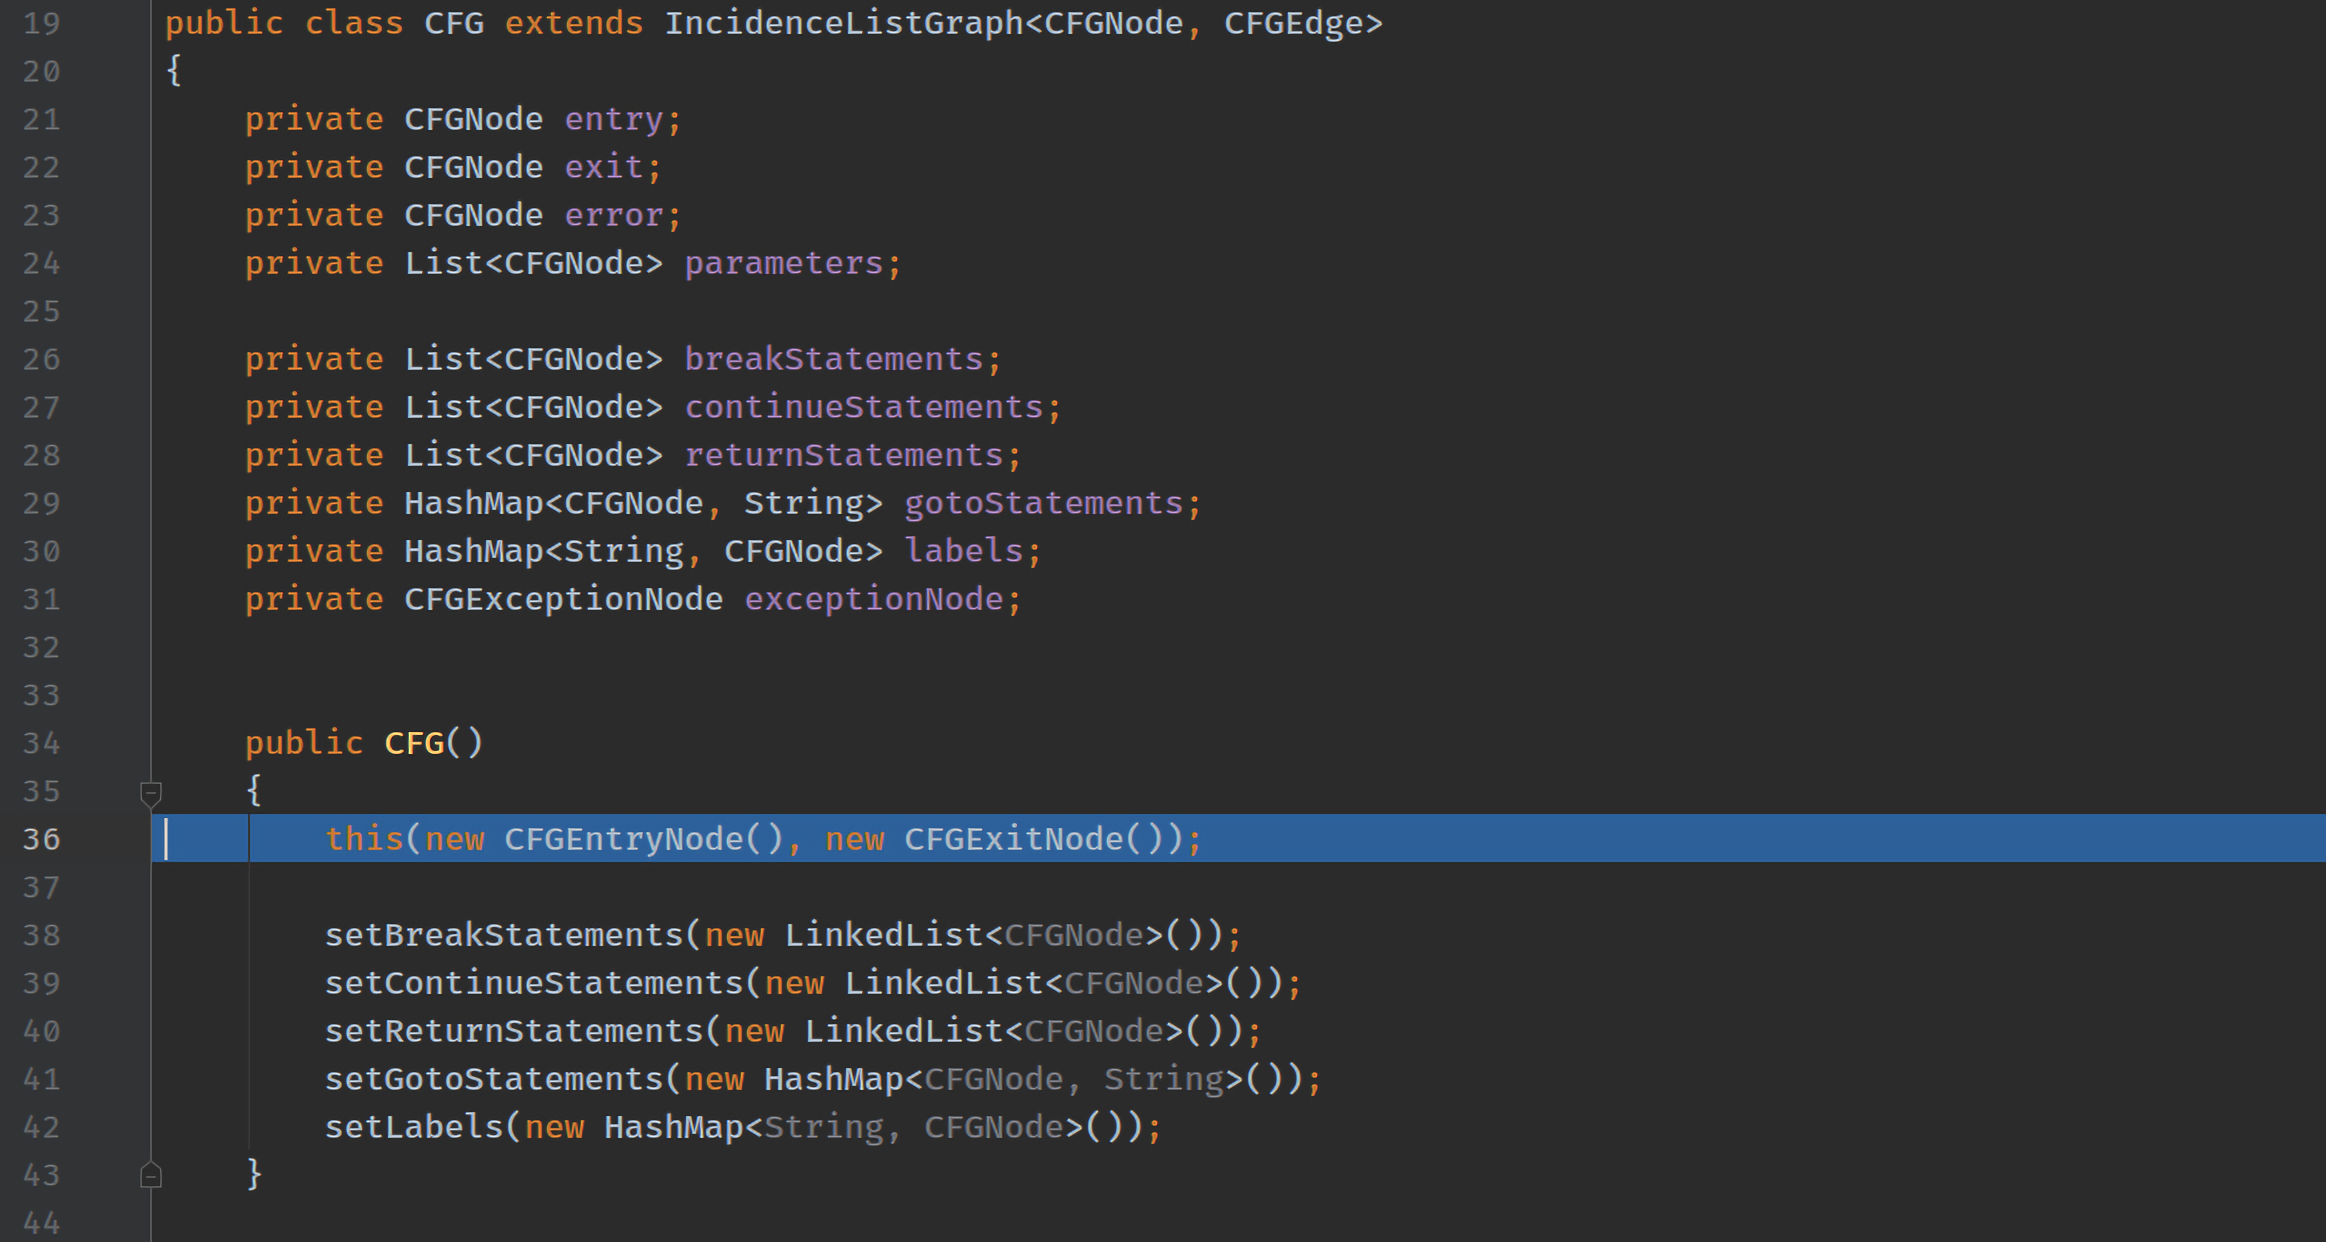 19 public class CFG extends IncidenceListGraph<CFGNode, CFGEdge>
20 {
21 private CFGNode entry;
22 private CFGNode exit;
23 private CFGNode error;
24 private List<CFGNode> parameters;
25
26 private List<CFGNode> breakStatements;
27 private List<CFGNode> continueStatements;
28 private List<CFGNode> returnStatements;
29 private HashMap<CFGNode, String> gotoStatements;
30 private HashMap<String, CFGNode> labels;
31 private CFGExceptionNode exceptionNode;
32
33
34 public CFG()
35 {
36 this(new CFGEntryNode(), new CFGExitNode());
37
38 setBreakStatements(new LinkedList<CFGNode>());
39 setContinueStatements(new LinkedList<CFGNode>());
40 setReturnStatements(new LinkedList<CFGNode>());
41 setGotoStatements(new HashMap<CFGNode, String>());
42 setLabels(new HashMap<String, CFGNode>());
43 }
44